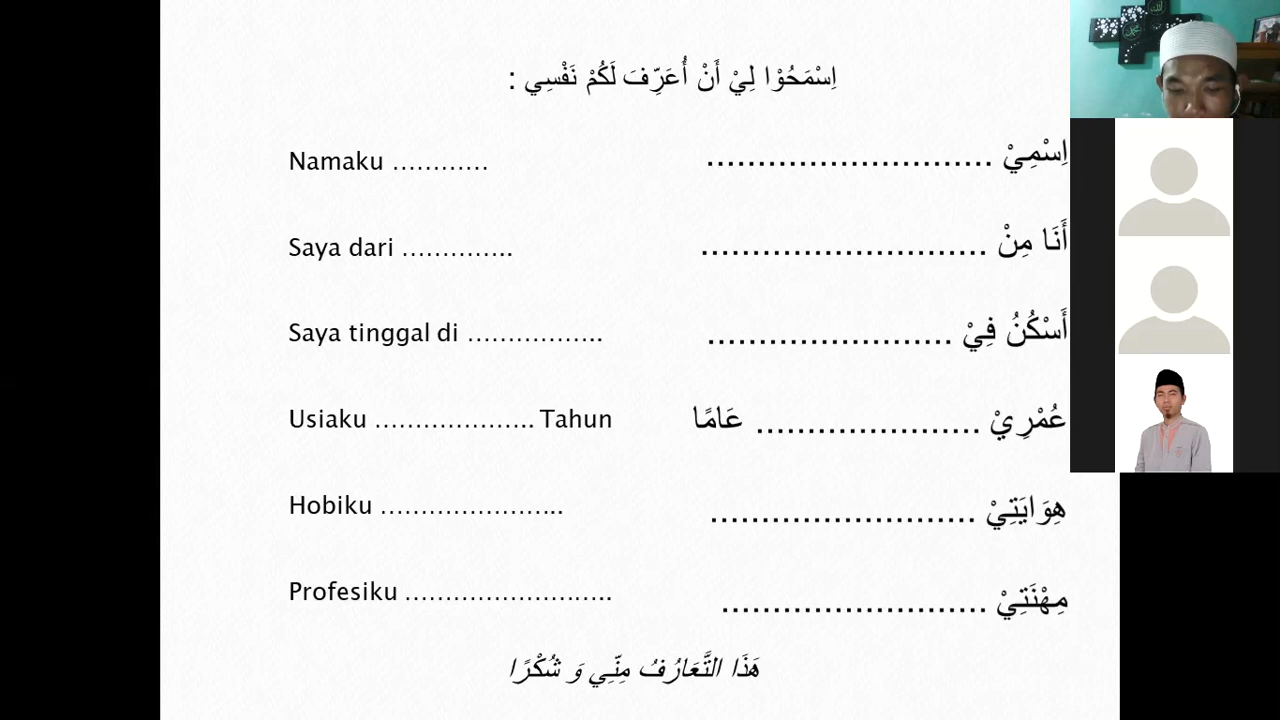 اِسْمَحُوْا لِيْ أَنْ أُعَرِّفَ لَكُمْ نَفْسِي :
Namaku ............
اِسْمِيْ ............................
Saya dari ..............
أَنَا مِنْ ............................
Saya tinggal di .................
أَسْكُنُ فِيْ ........................
Usiaku .................... Tahun
عُمْرِيْ ...................... عَامًا
Hobiku .......................
هِوَايَتِيْ ..........................
Profesiku ..........................
مِهْنَتِيْ ..........................
هَذَا التَّعَارُفُ مِنِّي وَ شُكْرًا